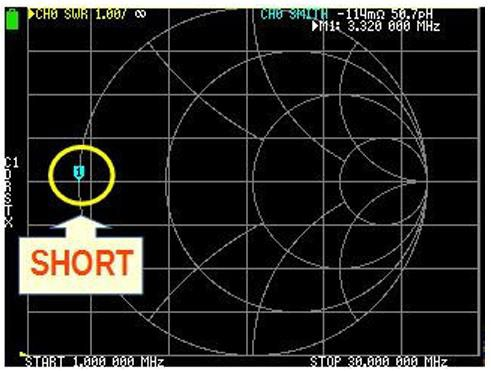 CH0 SWR 1.00/ ∞ CH0 SMITH -114mΩ 50.7pH
▶M1: 3.320 000 MHz
C1
1
SHORT
START 1.000 000 MHz STOP 30.000 000 MHz